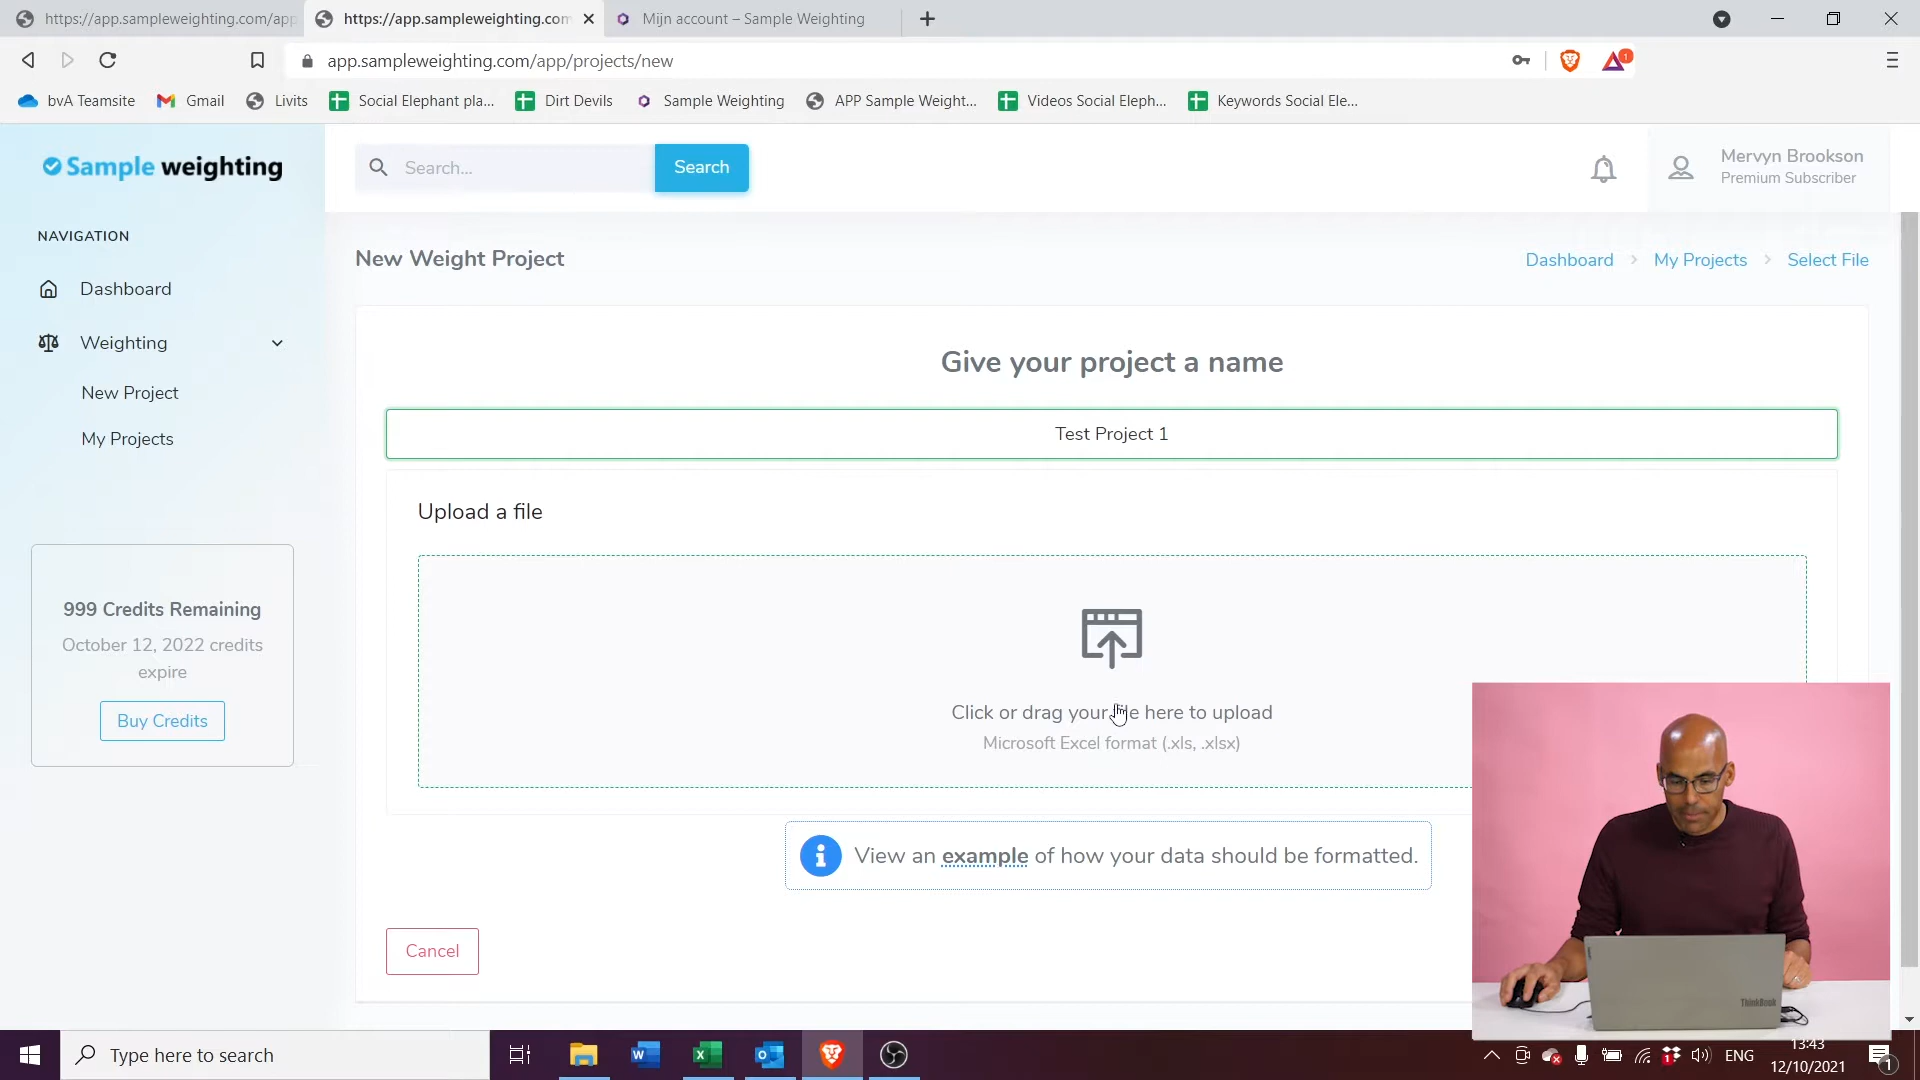 https://app.sampleweighting.com/app
https://app.sampleweighting.com
Mijn account – Sample Weighting
app.sampleweighting.com/app/projects/new
1
bvA Teamsite
Gmail
Livits
Social Elephant pla...
Dirt Devils
Sample Weighting
APP Sample Weight...
Videos Social Eleph...
Keywords Social Ele...
Sample weighting
Search...
Search
Mervyn Brookson
Premium Subscriber
NAVIGATION
Dashboard
Weighting
New Project
My Projects
999 Credits Remaining
October 12, 2022 credits
expire
Buy Credits
New Weight Project
Dashboard
My Projects
Select File
Give your project a name
Test Project 1
Upload a file
Click or drag your file here to upload
Microsoft Excel format (.xls, .xlsx)
View an example of how your data should be formatted.
Cancel
ThinkBook
Type here to search
ENG
13:43
12/10/2021
1